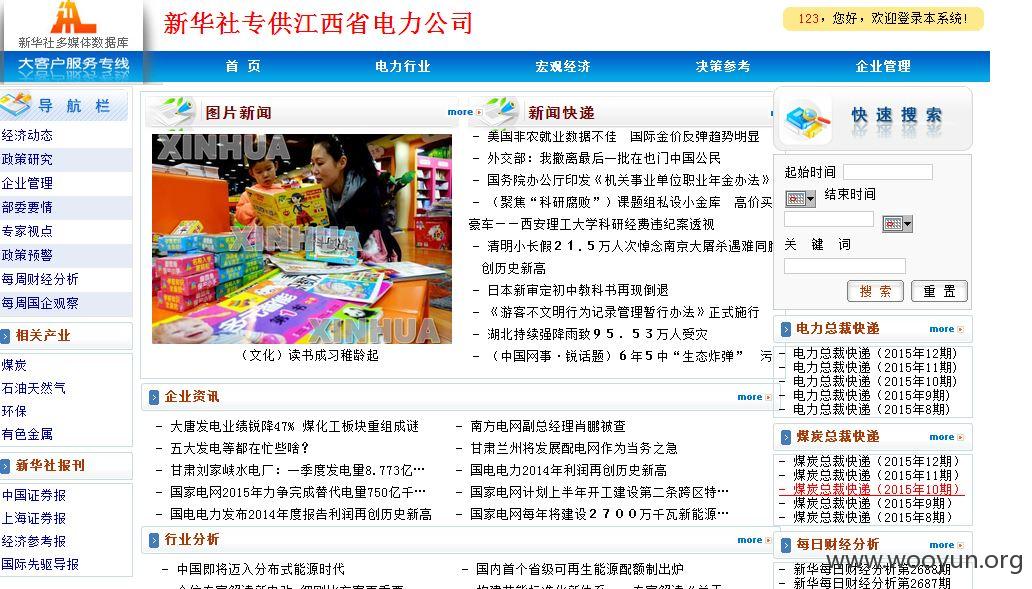 新华社多媒体数据库
大客户服务专线
新华社专供江西省电力公司
123，您好，欢迎登录本系统!
首 页
电力行业
宏观经济
决策参考
企业管理
导 航 栏
经济动态
政策研究
企业管理
部委要情
专家视点
政策预警
每周财经分析
每周国企观察
相关产业
煤炭
石油天然气
环保
有色金属
新华社报刊
中国证券报
上海证券报
经济参考报
国际先驱导报
图片新闻
more
XINHUA
XINHUA
XINHUA
（文化）读书成习稚龄起
新闻快递
- 美国非农就业数据不佳 国际金价反弹趋势明显
- 外交部：我撤离最后一批在也门中国公民
- 国务院办公厅印发《机关事业单位职业年金办法》
- （聚焦“科研腐败”）课题组私设小金库 高价买
豪车——西安理工大学科研经费违纪案透视
- 清明小长假２１.５万人次悼念南京大屠杀遇难同胞
创历史新高
- 日本新审定初中教科书再现倒退
- 《游客不文明行为记录管理暂行办法》正式施行
- 湖北持续强降雨致９５.５３万人受灾
- （中国网事·锐话题）６年５中“生态炸弹” 污
企业资讯
more
- 大唐发电业绩锐降47% 煤化工板块重组成谜
- 五大发电等都在忙些啥？
- 甘肃刘家峡水电厂：一季度发电量8.773亿…
- 国家电网2015年力争完成替代电量750亿千…
- 国电电力发布2014年度报告利润再创历史新高
- 南方电网副总经理肖鹏被查
- 甘肃兰州将发展配电网作为当务之急
- 国电电力2014年利润再创历史新高
- 国家电网计划上半年开工建设第二条跨区特…
- 国家电网每年将建设２７００万千瓦新能源…
行业分析
more
- 中国即将迈入分布式能源时代
- 国内首个省级可再生能源配额制出炉
快 速 搜 索
起始时间
结束时间
关 键 词
搜 索
重 置
电力总裁快递
more
- 电力总裁快递（2015年12期）
- 电力总裁快递（2015年11期）
- 电力总裁快递（2015年10期）
- 电力总裁快递（2015年9期）
- 电力总裁快递（2015年8期）
煤炭总裁快递
more
- 煤炭总裁快递（2015年12期）
- 煤炭总裁快递（2015年11期）
- 煤炭总裁快递（2015年10期）
- 煤炭总裁快递（2015年9期）
- 煤炭总裁快递（2015年8期）
每日财经分析
more
www.wooyun.org
- 新华每日财经分析第2688期
- 新华每日财经分析第2687期